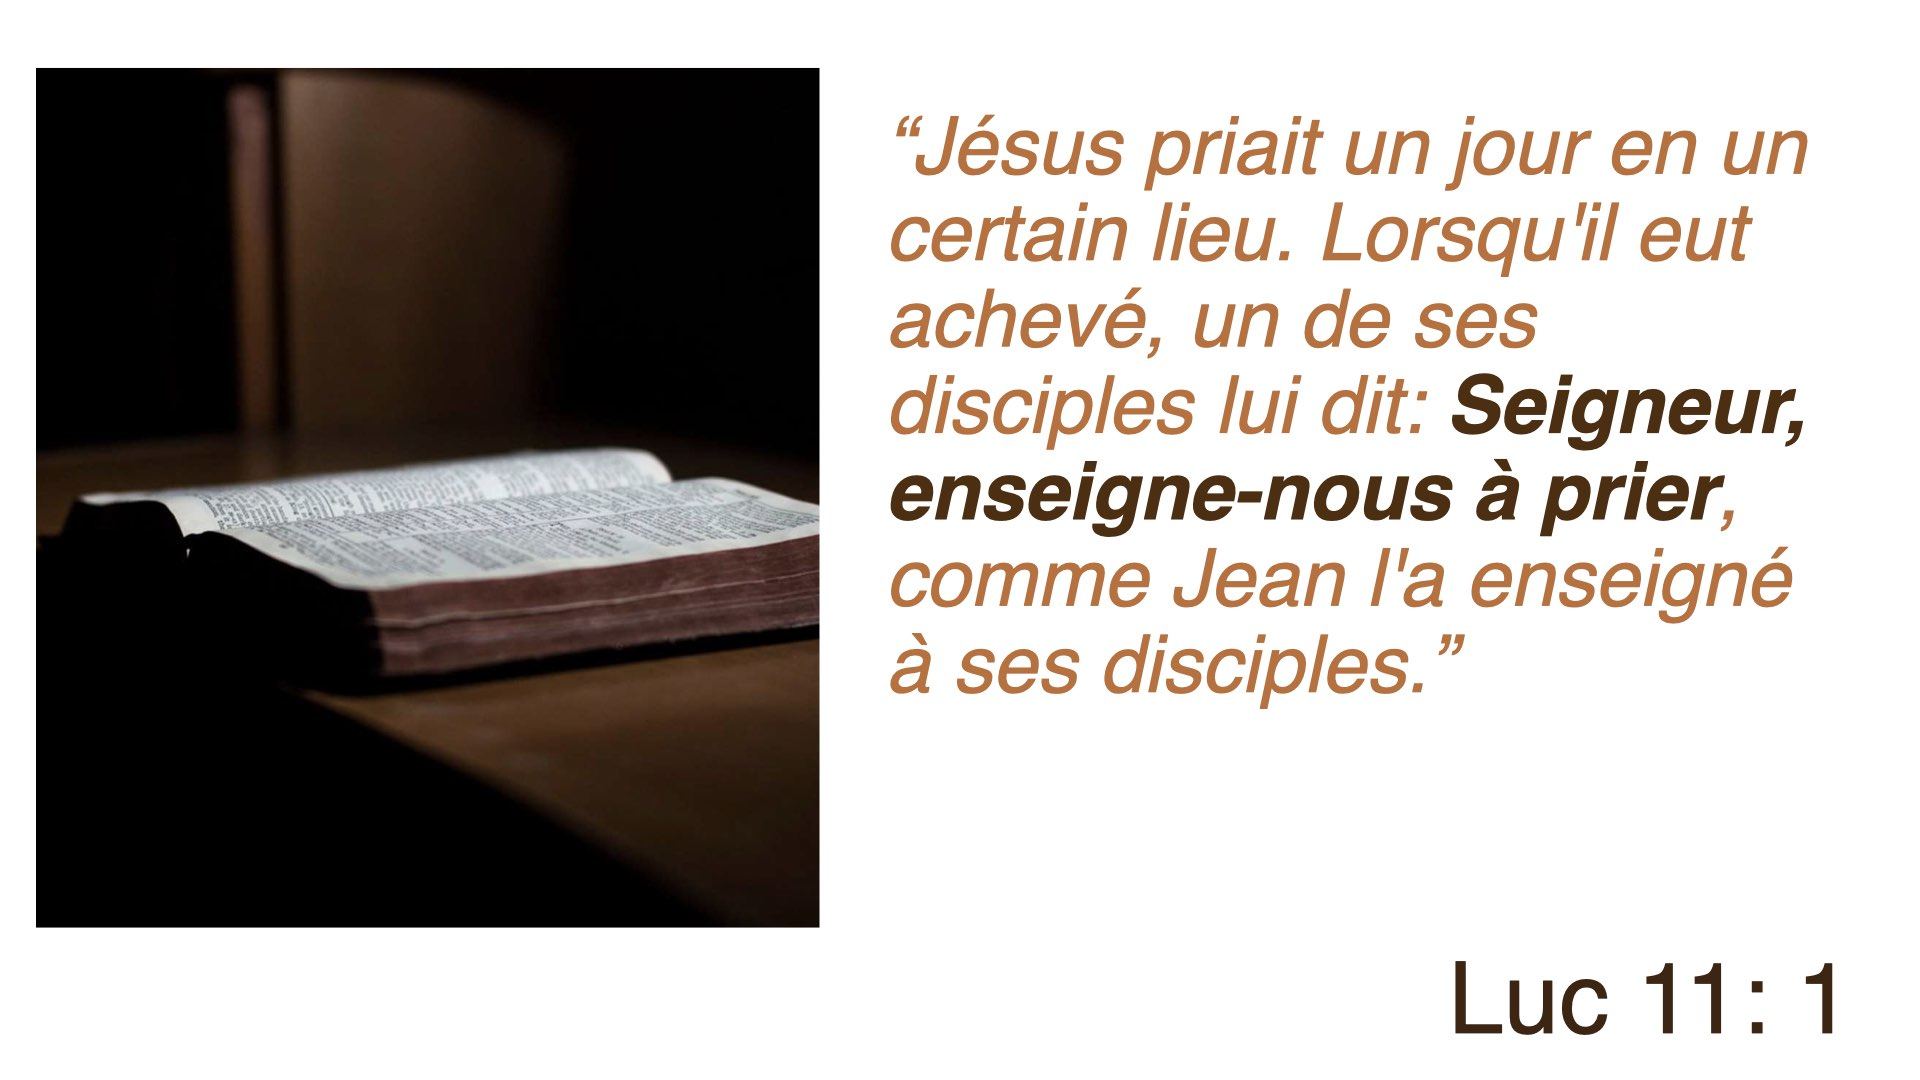 “Jésus priait un jour en un
certain lieu. Lorsqu'il eut
achevé, un de ses
disciples lui dit: Seigneur,
enseigne-nous à prier,
comme Jean l'a enseigné
à ses disciples.”
Luc 11: 1